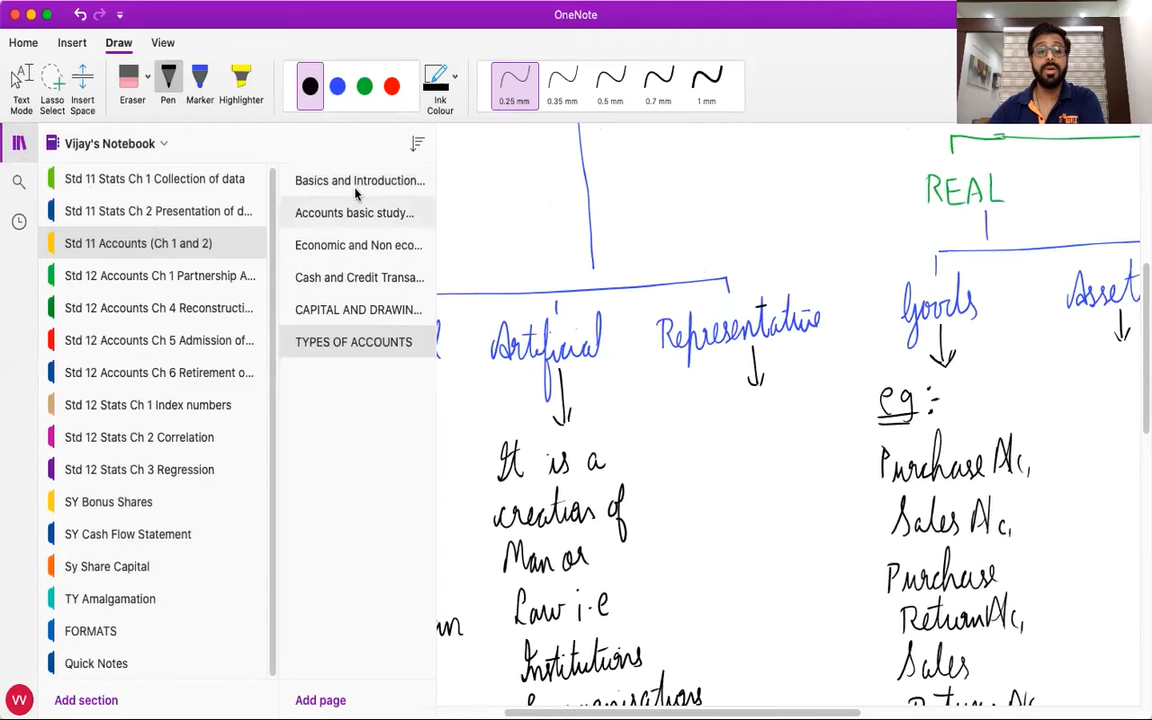 OneNote
Home Insert Draw View
Text Mode
Lasso Select
Insert Space
Eraser
Pen
Marker
Highlighter
Ink Colour
0.25 mm
0.35 mm
0.5 mm
0.7 mm
1 mm
Vijay's Notebook
Std 11 Stats Ch 1 Collection of data
Std 11 Stats Ch 2 Presentation of d...
Std 11 Accounts (Ch 1 and 2)
Std 12 Accounts Ch 1 Partnership A...
Std 12 Accounts Ch 4 Reconstructi...
Std 12 Accounts Ch 5 Admission of...
Std 12 Accounts Ch 6 Retirement o...
Std 12 Stats Ch 1 Index numbers
Std 12 Stats Ch 2 Correlation
Std 12 Stats Ch 3 Regression
SY Bonus Shares
SY Cash Flow Statement
Sy Share Capital
TY Amalgamation
FORMATS
Quick Notes
VV
Add section
Basics and Introduction...
Accounts basic study...
Economic and Non eco...
Cash and Credit Transa...
CAPITAL AND DRAWIN...
TYPES OF ACCOUNTS
Add page
Artificial
It is a
creation of
Man or
Law i.e
Institutions
Representative
REAL
Goods
Asset
eg:-
Purchase A/c,
Sales A/c,
Purchase
Return A/c,
Sales
Return A/c